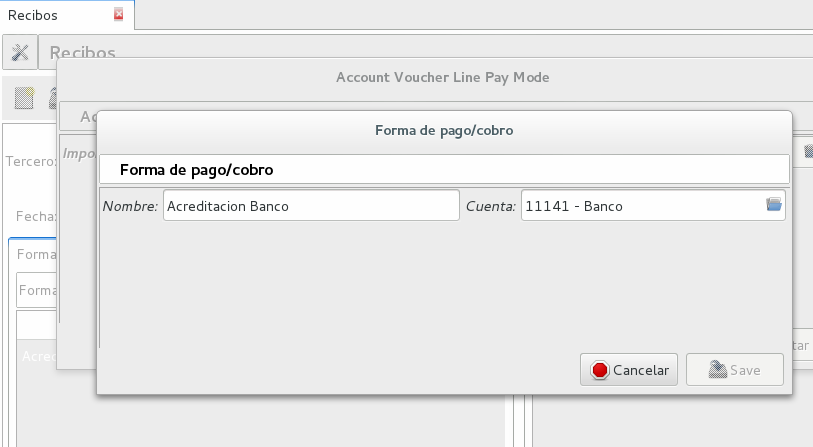 Recibos
Recibos
Account Voucher Line Pay Mode
Ac
Forma de pago/cobro
Impo
Forma de pago/cobro
Tercero:
Nombre: Acreditacion Banco Cuenta: 11141 - Banco
Fecha:
Forma
Forma
tar
Acred
Cancelar Save